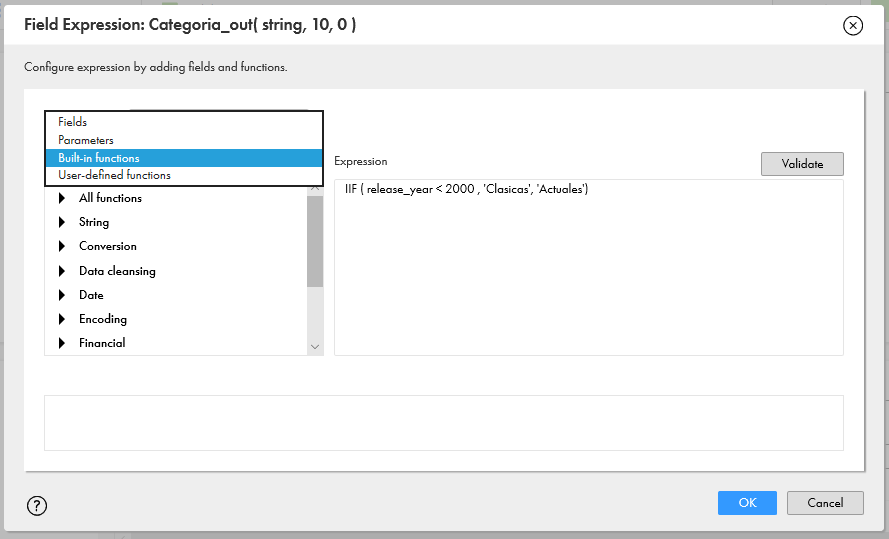 Field Expression: Categoria_out( string, 10, 0 )
Configure expression by adding fields and functions.
Fields
Parameters
Built-in functions
User-defined functions
All functions
String
Conversion
Data cleansing
Date
Encoding
Financial
Expression
Validate
IIF ( release_year < 2000 , 'Clasicas', 'Actuales')
?
OK
Cancel